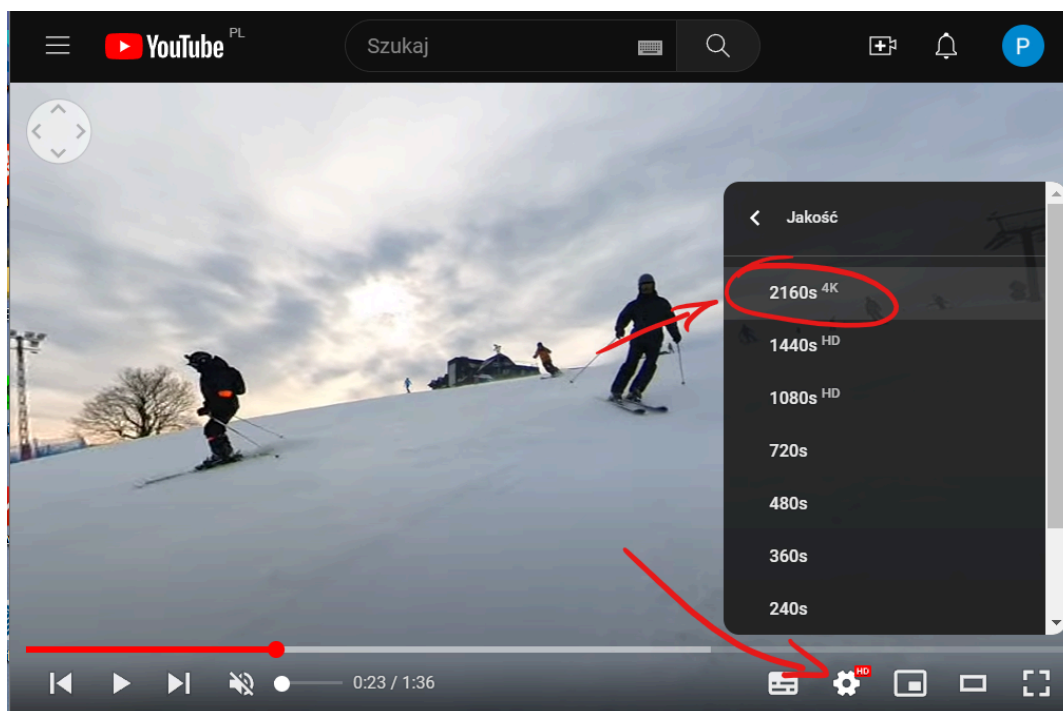 YouTube PL
Szukaj
P
Jakość
2160s 4K
1440s HD
1080s HD
720s
480s
360s
240s
0:23 / 1:36
HD